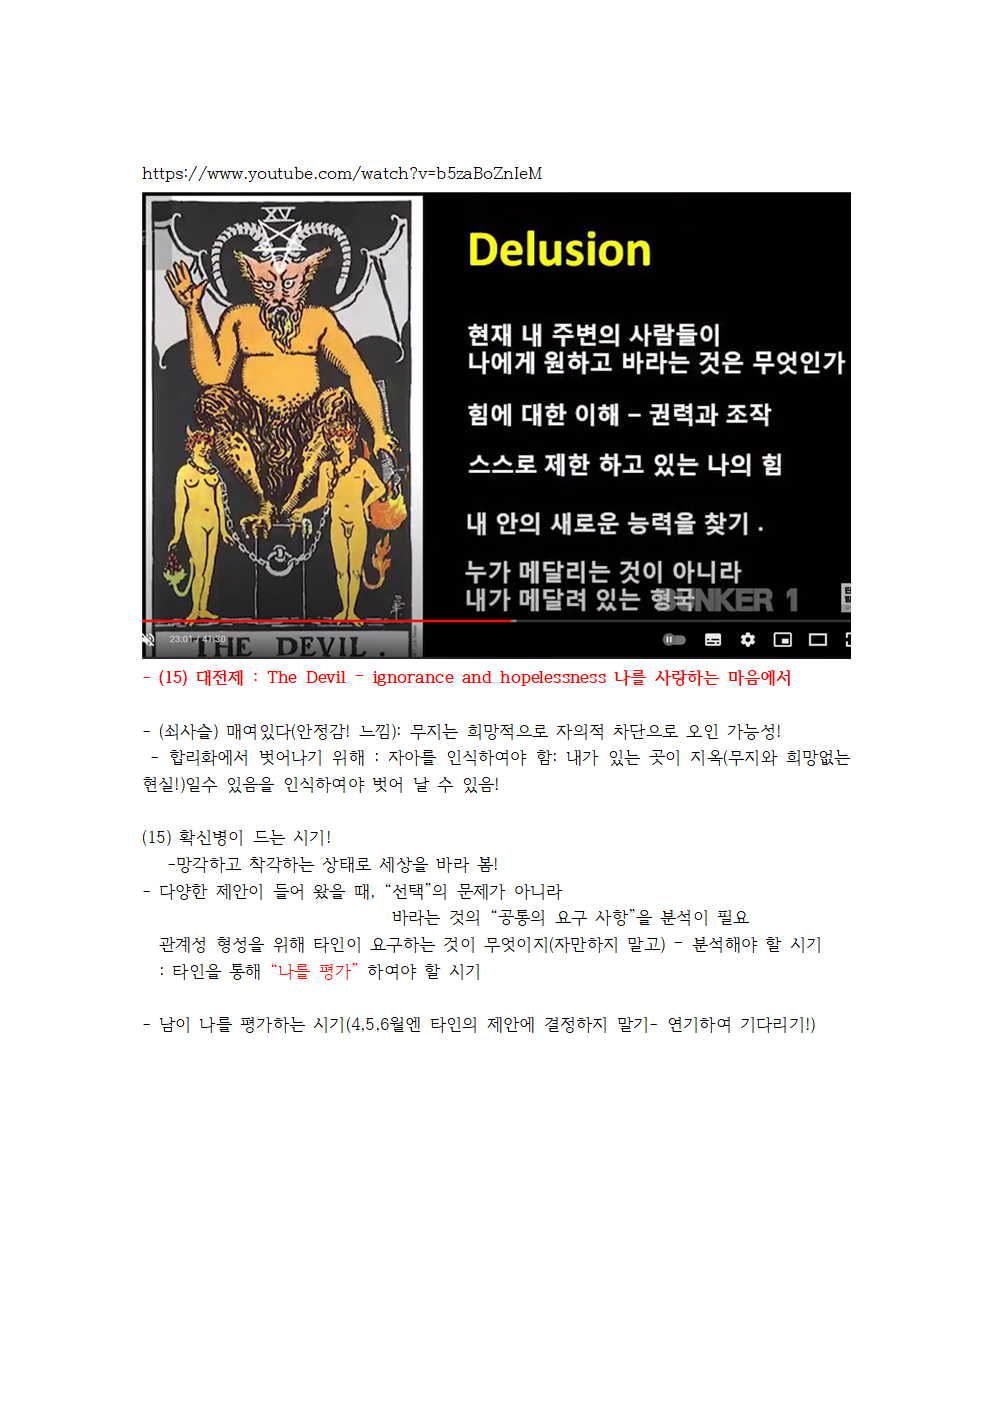 https://www.youtube.com/watch?v=b5zaBoZnIeM
XV
Delusion
현재 내 주변의 사람들이
나에게 원하고 바라는 것은 무엇인가
힘에 대한 이해 – 권력과 조작
스스로 제한 하고 있는 나의 힘
내 안의 새로운 능력을 찾기 .
누가 메달리는 것이 아니라
내가 메달려 있는 형국
BUNKER 1
23:01 / 41:30
THE DEVIL .
- (15) 대전제 : The Devil - ignorance and hopelessness 나를 사랑하는 마음에서
- (쇠사슬) 매여있다(안정감! 느낌): 무지는 희망적으로 자의적 차단으로 오인 가능성!
- 합리화에서 벗어나기 위해 : 자아를 인식하여야 함: 내가 있는 곳이 지옥(무지와 희망없는
현실!)일수 있음을 인식하여야 벗어 날 수 있음!
(15) 확신병이 드는 시기!
-망각하고 착각하는 상태로 세상을 바라 봄!
- 다양한 제안이 들어 왔을 때, “선택”의 문제가 아니라
바라는 것의 “공통의 요구 사항”을 분석이 필요
관계성 형성을 위해 타인이 요구하는 것이 무엇이지(자만하지 말고) - 분석해야 할 시기
: 타인을 통해 “나를 평가” 하여야 할 시기
- 남이 나를 평가하는 시기(4,5,6월엔 타인의 제안에 결정하지 말기- 연기하여 기다리기!)